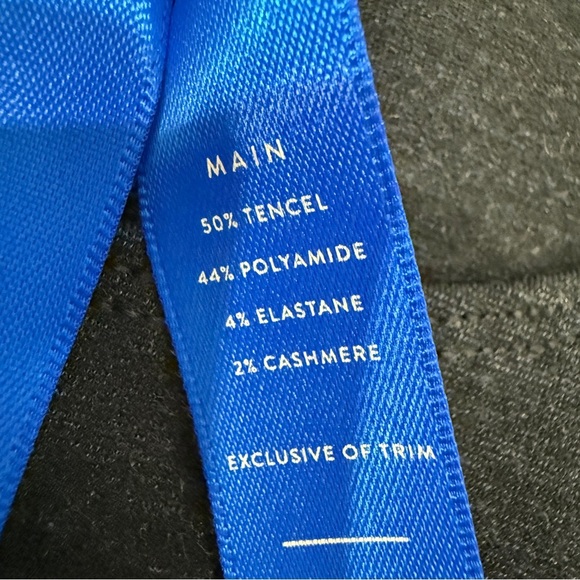 MAIN
50% TENCEL
44% POLYAMIDE
4% ELASTANE
2% CASHMERE
EXCLUSIVE OF TRIM